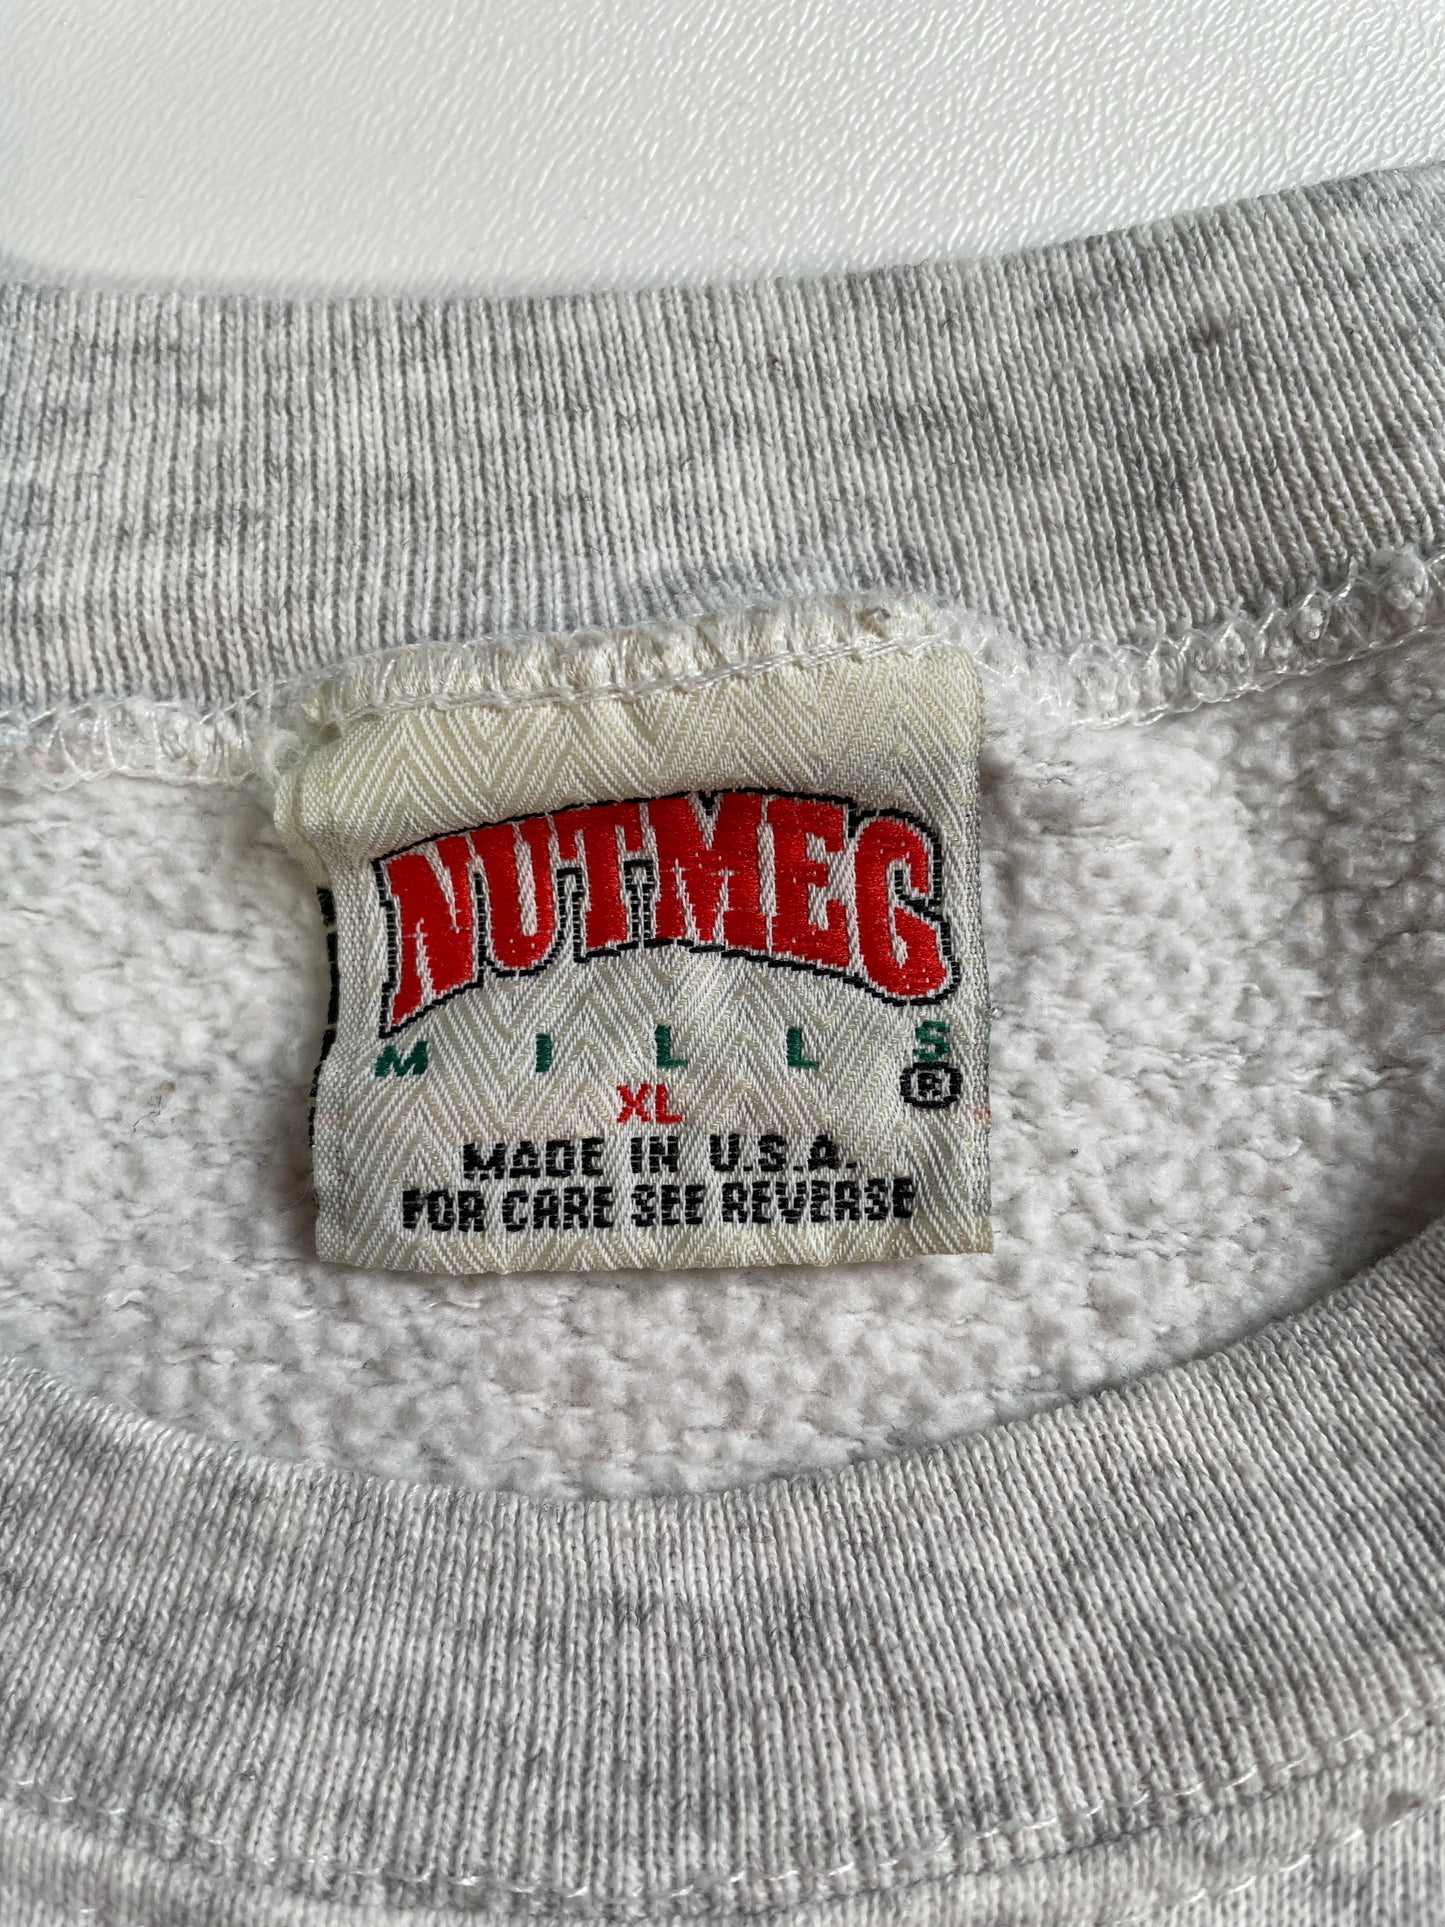 NUTMEG
MILLS
®
XL
MADE IN U.S.A.
FOR CARE SEE REVERSE